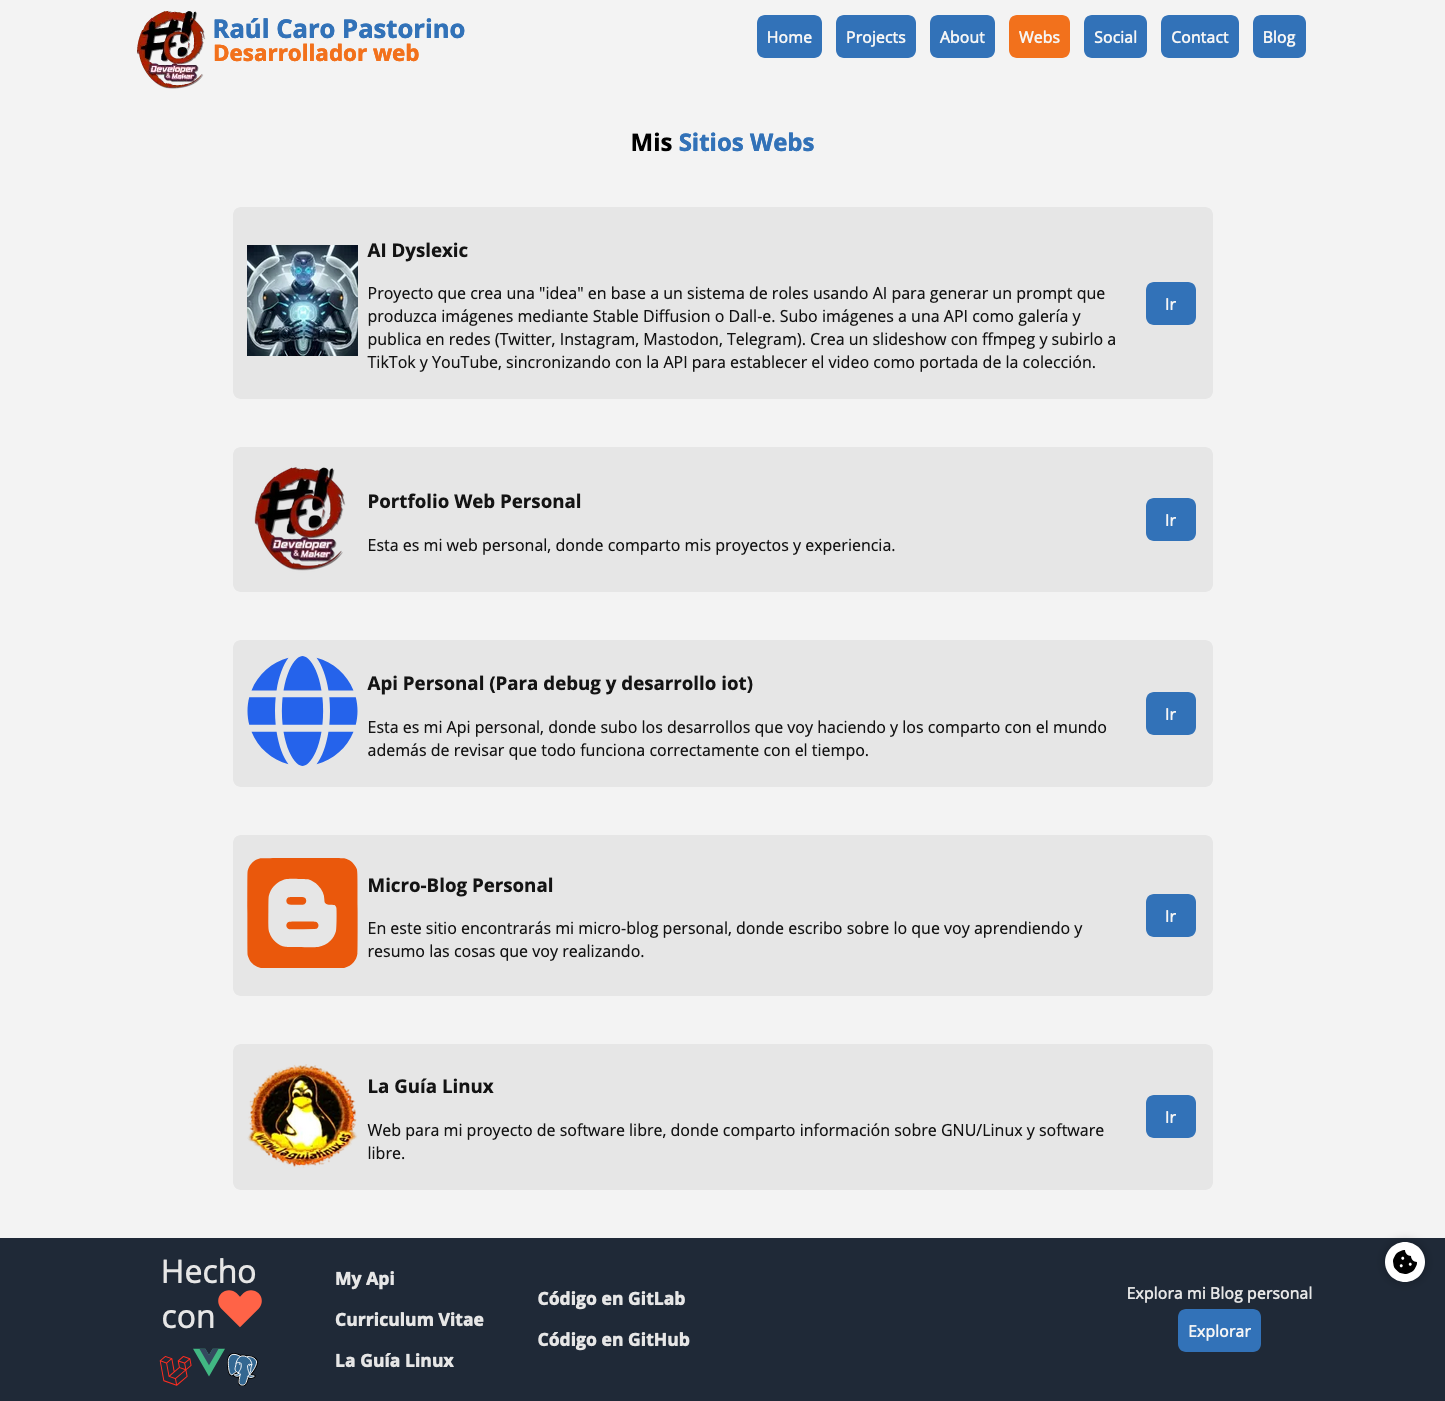 Raúl Caro Pastorino
Desarrollador web
Developer
& Maker
Home
Projects
About
Webs
Social
Contact
Blog
Mis Sitios Webs
AI Dyslexic
Proyecto que crea una "idea" en base a un sistema de roles usando AI para generar un prompt que
produzca imágenes mediante Stable Diffusion o Dall-e. Subo imágenes a una API como galería y
publica en redes (Twitter, Instagram, Mastodon, Telegram). Crea un slideshow con ffmpeg y subirlo a
TikTok y YouTube, sincronizando con la API para establecer el video como portada de la colección.
Ir
Developer
& Maker
Portfolio Web Personal
Esta es mi web personal, donde comparto mis proyectos y experiencia.
Ir
Api Personal (Para debug y desarrollo iot)
Esta es mi Api personal, donde subo los desarrollos que voy haciendo y los comparto con el mundo
además de revisar que todo funciona correctamente con el tiempo.
Ir
Micro-Blog Personal
En este sitio encontrarás mi micro-blog personal, donde escribo sobre lo que voy aprendiendo y
resumo las cosas que voy realizando.
Ir
www.laguialinux.es
La Guía Linux
Web para mi proyecto de software libre, donde comparto información sobre GNU/Linux y software
libre.
Ir
Hecho
con
My Api
Curriculum Vitae
La Guía Linux
Código en GitLab
Código en GitHub
Explora mi Blog personal
Explorar